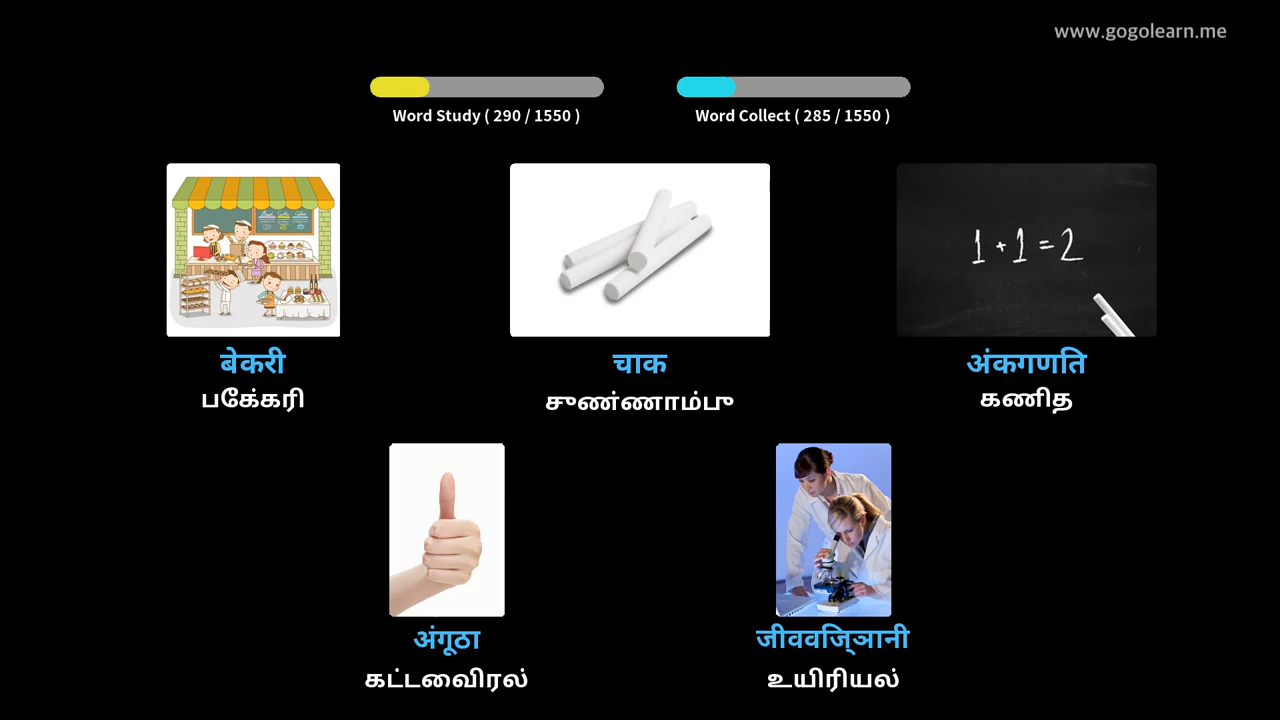 www.gogolearn.me
Word Study ( 290 / 1550 )
Word Collect ( 285 / 1550 )
बेकरी
பகே்கரி
चाक
சுண்ணாம்பு
अंकगणति
கணித
अंगूठा
கட்டவிைரல்
जीववजि्ञानी
உயிரியல்